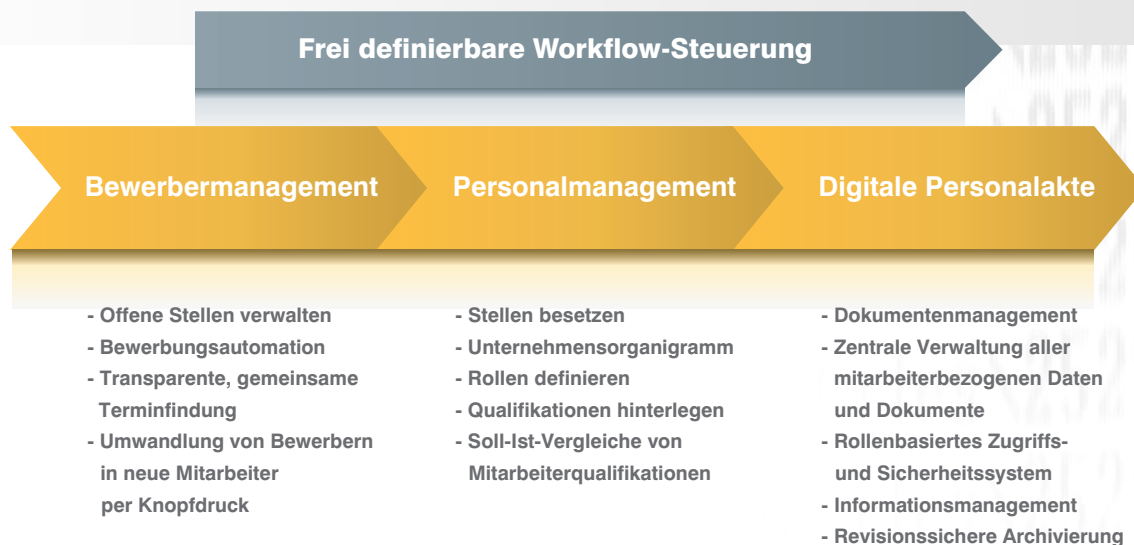 Frei definierbare Workflow-Steuerung
Bewerbermanagement
Personalmanagement
Digitale Personalakte
- Offene Stellen verwalten
- Bewerbungsautomation
- Transparente, gemeinsame
Terminfindung
- Umwandlung von Bewerbern
in neue Mitarbeiter
per Knopfdruck
- Stellen besetzen
- Unternehmensorganigramm
- Rollen definieren
- Qualifikationen hinterlegen
- Soll-Ist-Vergleiche von
Mitarbeiterqualifikationen
- Dokumentenmanagement
- Zentrale Verwaltung aller
mitarbeiterbezogenen Daten
und Dokumente
- Rollenbasiertes Zugriffs-
und Sicherheitssystem
- Informationsmanagement
- Revisionssichere Archivierung